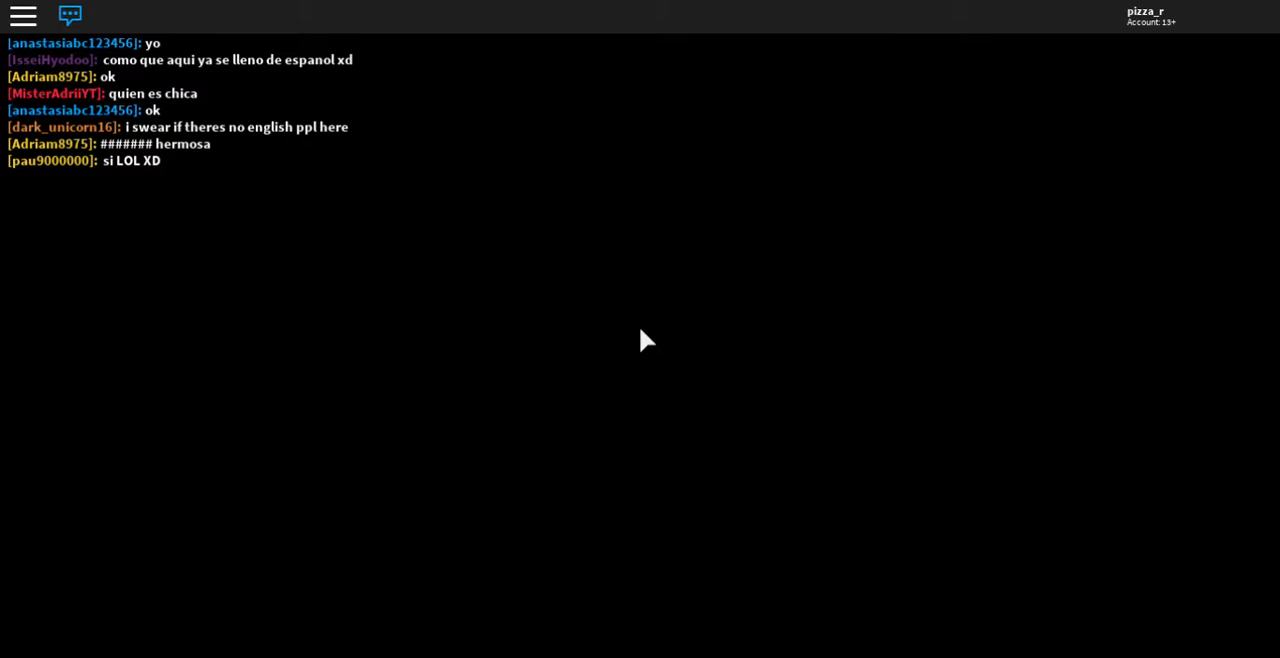 pizza_r
Account: 13+
[anastasiabc123456]: yo
[IsseiHyodoo]: como que aqui ya se lleno de espanol xd
[Adriam8975]: ok
[MisterAdriiYT]: quien es chica
[anastasiabc123456]: ok
[dark_unicorn16]: i swear if theres no english ppl here
[Adriam8975]: ####### hermosa
[pau9000000]: si LOL XD